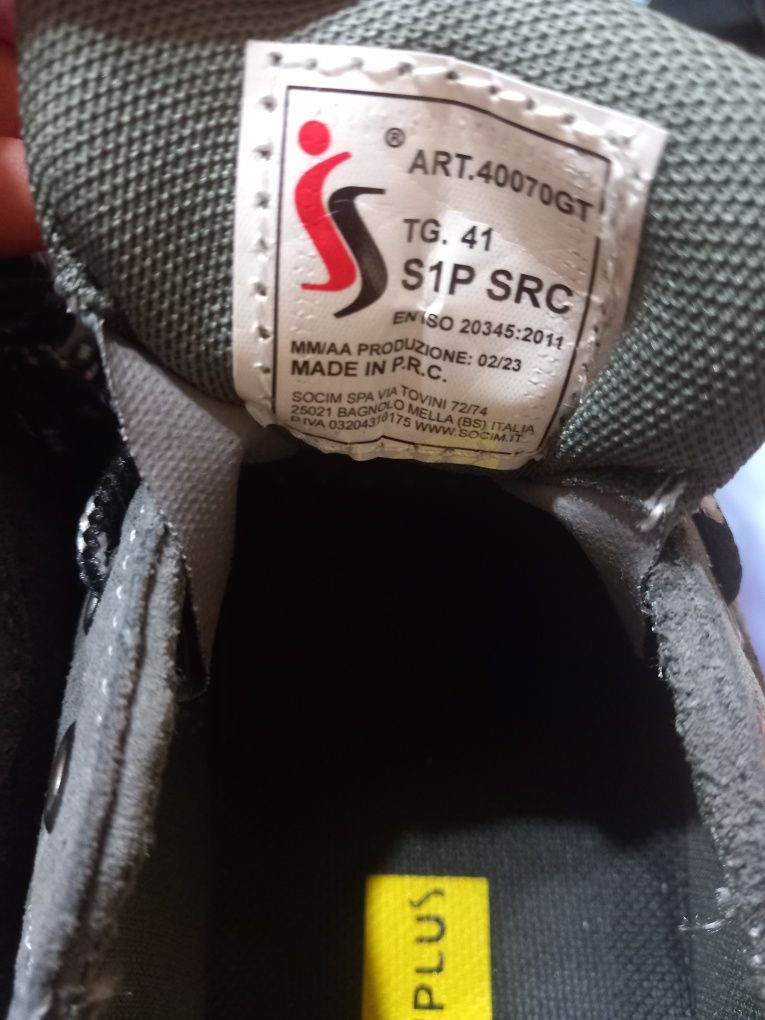 ®
ART.40070GT
TG. 41
S1P SRC
EN ISO 20345:2011
MM/AA PRODUZIONE: 02/23
MADE IN P.R.C.
SOCIM SPA VIA TOVINI 72/74
25021 BAGNOLO MELLA (BS) ITALIA
P.IVA 03204310175 WWW.SOCIM.IT
PLUS